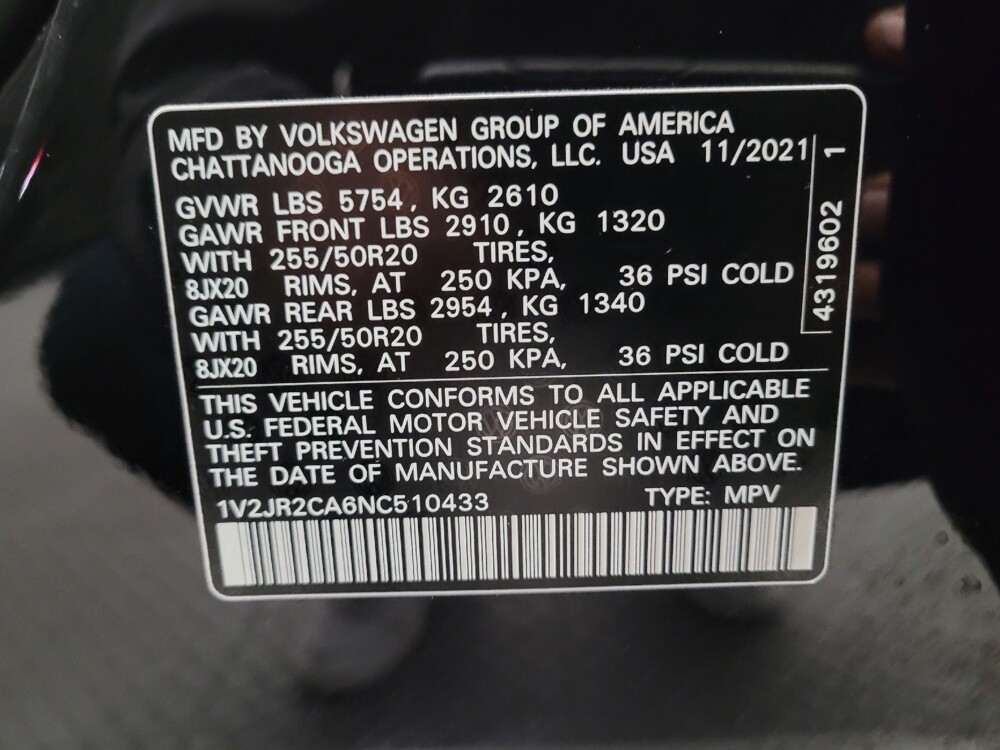 MFD BY VOLKSWAGEN GROUP OF AMERICA
CHATTANOOGA OPERATIONS, LLC. USA 11/2021
GVWR LBS 5754, KG 2610
GAWR FRONT LBS 2910, KG 1320
WITH 255/50R20 TIRES,
8JX20 RIMS, AT 250 KPA, 36 PSI COLD
GAWR REAR LBS 2954, KG 1340
WITH 255/50R20 TIRES,
8JX20 RIMS, AT 250 KPA, 36 PSI COLD
4319602 1
THIS VEHICLE CONFORMS TO ALL APPLICABLE
U.S. FEDERAL MOTOR VEHICLE SAFETY AND
THEFT PREVENTION STANDARDS IN EFFECT ON
THE DATE OF MANUFACTURE SHOWN ABOVE.
1V2JR2CA6NC510433 TYPE: MPV